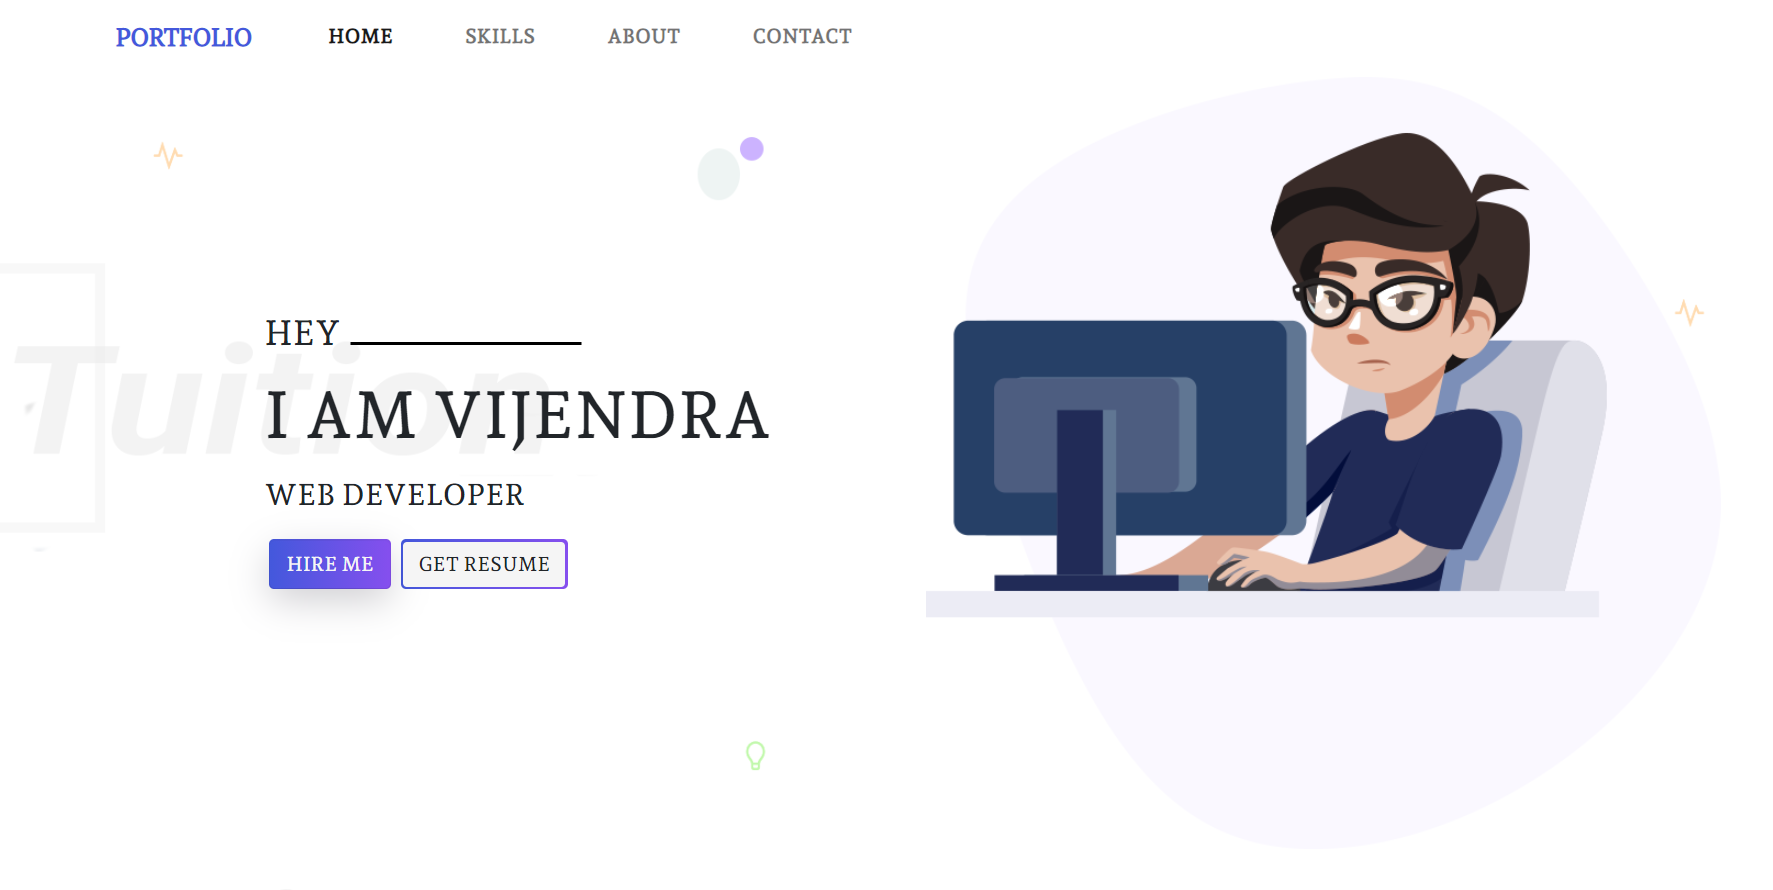 PORTFOLIO HOME SKILLS ABOUT CONTACT
HEY
Tuition
I AM VIJENDRA
WEB DEVELOPER
HIRE ME GET RESUME